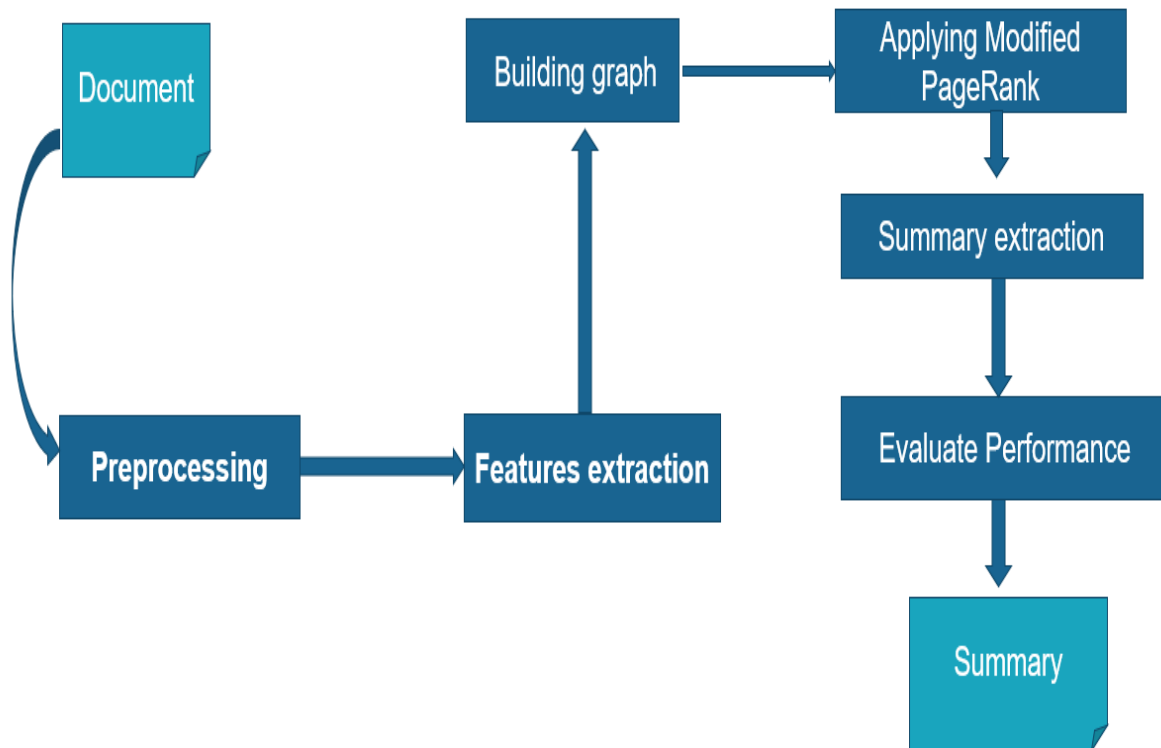 Document
Preprocessing
Features extraction
Building graph
Applying Modified
PageRank
Summary extraction
Evaluate Performance
Summary